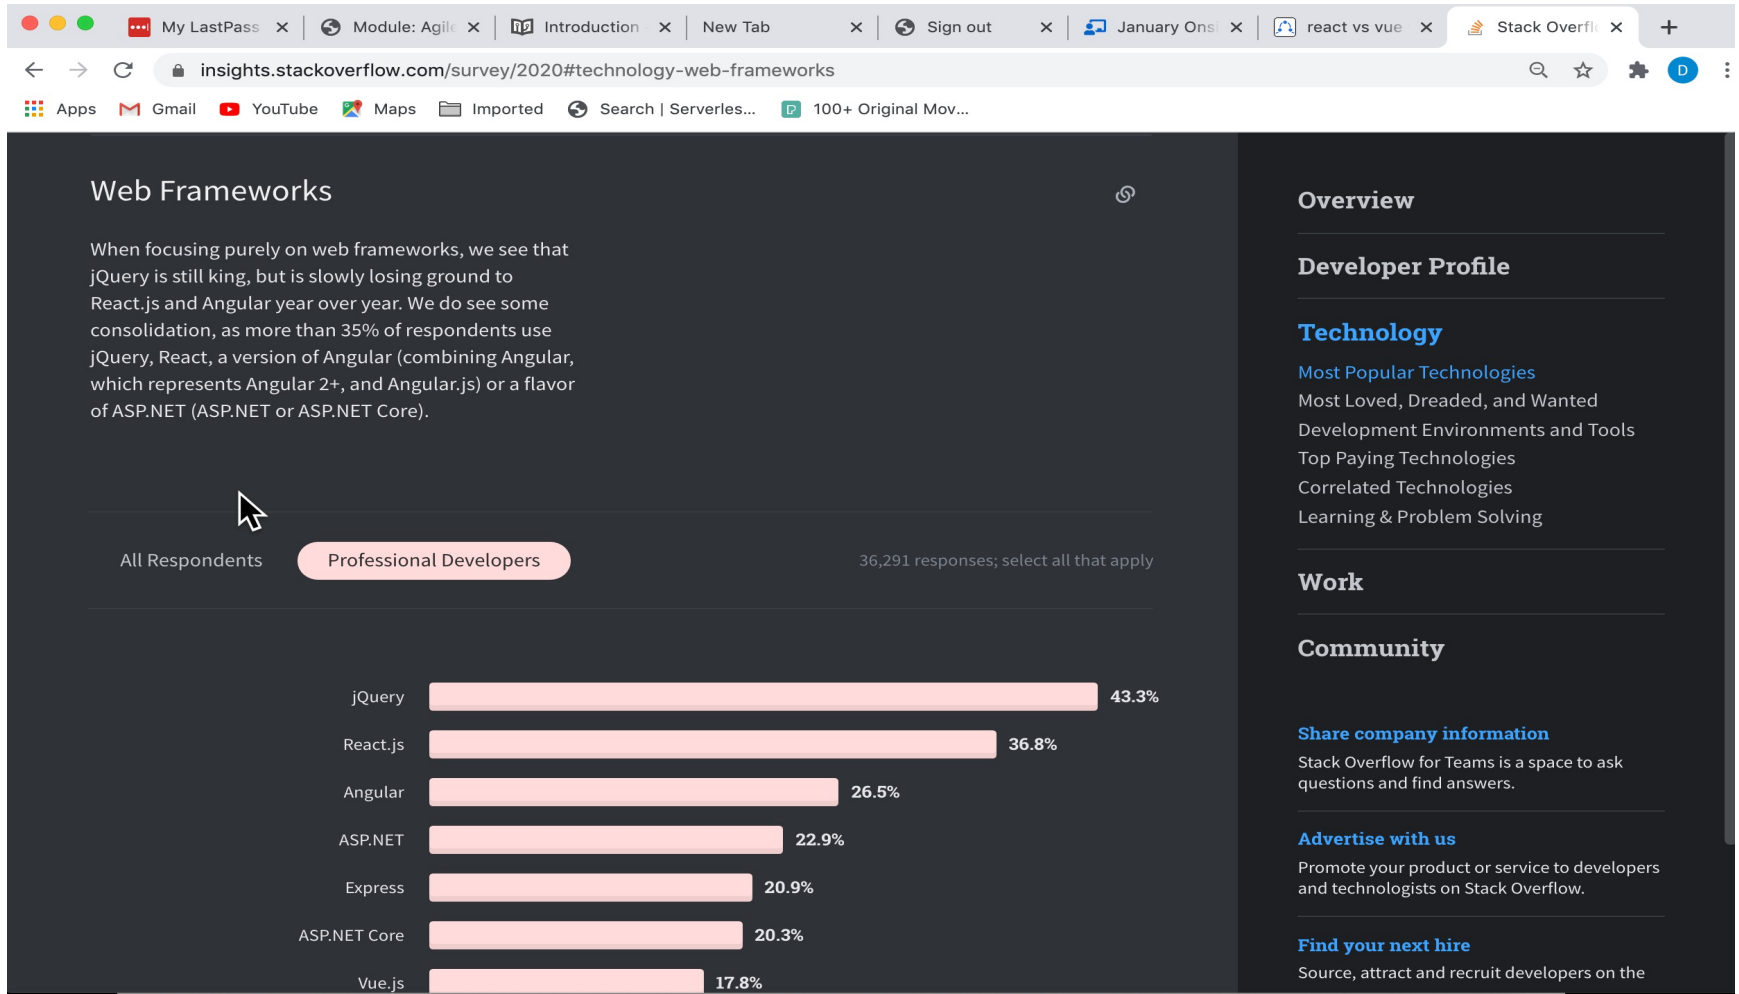 My LastPass
Module: Agile
Introduction
New Tab
Sign out
January Onsi
react vs vue
Stack Overflo
insights.stackoverflow.com/survey/2020#technology-web-frameworks
D
Apps
Gmail
YouTube
Maps
Imported
Search | Serverless...
100+ Original Mov...
Web Frameworks
When focusing purely on web frameworks, we see that
jQuery is still king, but is slowly losing ground to
React.js and Angular year over year. We do see some
consolidation, as more than 35% of respondents use
jQuery, React, a version of Angular (combining Angular,
which represents Angular 2+, and Angular.js) or a flavor
of ASP.NET (ASP.NET or ASP.NET Core).
All Respondents
Professional Developers
36,291 responses; select all that apply
jQuery 43.3%
React.js 36.8%
Angular 26.5%
ASP.NET 22.9%
Express 20.9%
ASP.NET Core 20.3%
Vue.js 17.8%
Overview
Developer Profile
Technology
Most Popular Technologies
Most Loved, Dreaded, and Wanted
Development Environments and Tools
Top Paying Technologies
Correlated Technologies
Learning & Problem Solving
Work
Community
Share company information
Stack Overflow for Teams is a space to ask
questions and find answers.
Advertise with us
Promote your product or service to developers
and technologists on Stack Overflow.
Find your next hire
Source, attract and recruit developers on the